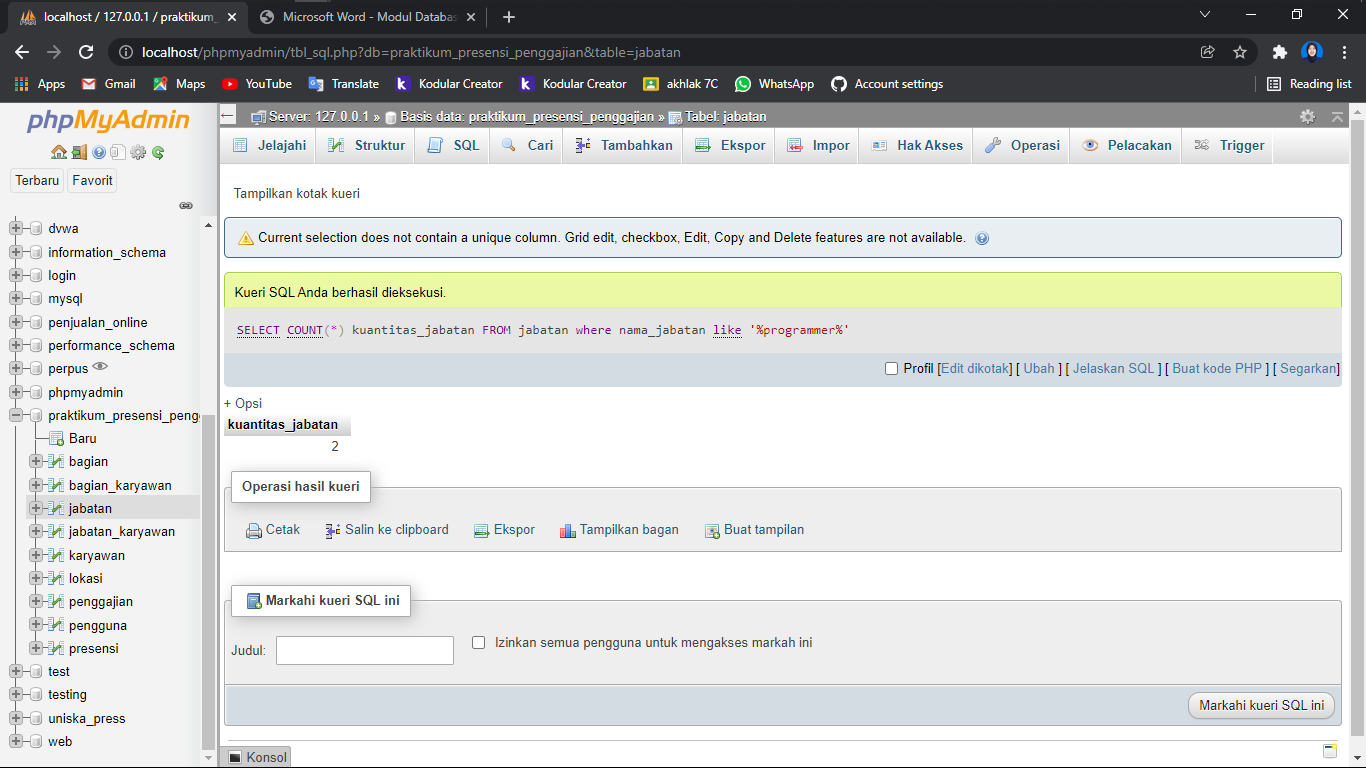 localhost / 127.0.0.1 / praktikum_
Microsoft Word - Modul Databas
localhost/phpmyadmin/tbl_sql.php?db=praktikum_presensi_penggajian&table=jabatan
Apps Gmail Maps YouTube Translate Kodular Creator Kodular Creator akhlak 7C WhatsApp Account settings Reading list
phpMyAdmin
Terbaru Favorit
dvwa
information_schema
login
mysql
penjualan_online
performance_schema
perpus
phpmyadmin
praktikum_presensi_peng
Baru
bagian
bagian_karyawan
jabatan
jabatan_karyawan
karyawan
lokasi
penggajian
pengguna
presensi
test
testing
uniska_press
web
Server: 127.0.0.1 » Basis data: praktikum_presensi_penggajian » Tabel: jabatan
Jelajahi Struktur SQL Cari Tambahkan Ekspor Impor Hak Akses Operasi Pelacakan Trigger
Tampilkan kotak kueri
Current selection does not contain a unique column. Grid edit, checkbox, Edit, Copy and Delete features are not available.
Kueri SQL Anda berhasil dieksekusi.
SELECT COUNT(*) kuantitas_jabatan FROM jabatan where nama_jabatan like '%programmer%'
Profil [Edit dikotak] [ Ubah ] [ Jelaskan SQL ] [ Buat kode PHP ] [ Segarkan]
+ Opsi
kuantitas_jabatan
2
Operasi hasil kueri
Cetak Salin ke clipboard Ekspor Tampilkan bagan Buat tampilan
Markahi kueri SQL ini
Judul: Izinkan semua pengguna untuk mengakses markah ini
Markahi kueri SQL ini
Konsol